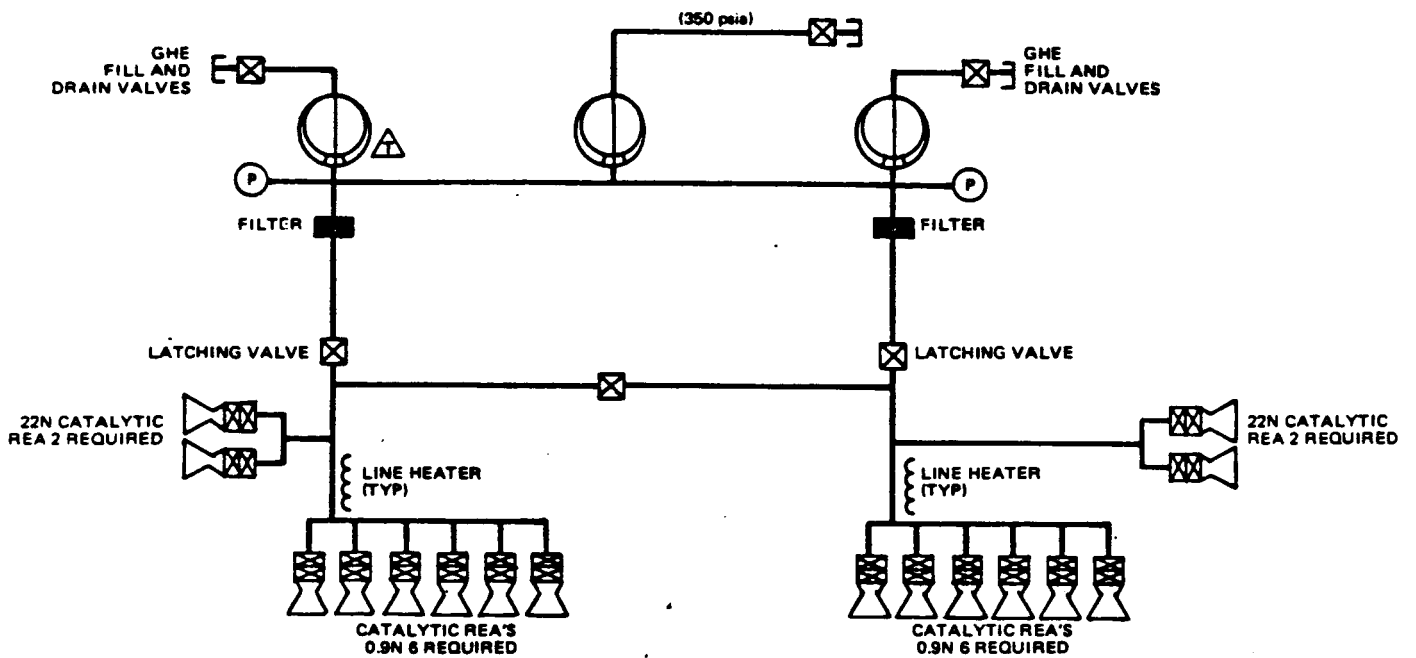 (350 psia)
GHE
FILL AND
DRAIN VALVES
GHE
FILL AND
DRAIN VALVES
T
P
P
FILTER
FILTER
LATCHING VALVE
LATCHING VALVE
22N CATALYTIC
REA 2 REQUIRED
22N CATALYTIC
REA 2 REQUIRED
LINE HEATER
(TYP)
LINE HEATER
(TYP)
CATALYTIC REA'S
0.9N 6 REQUIRED
CATALYTIC REA'S
0.9N 6 REQUIRED